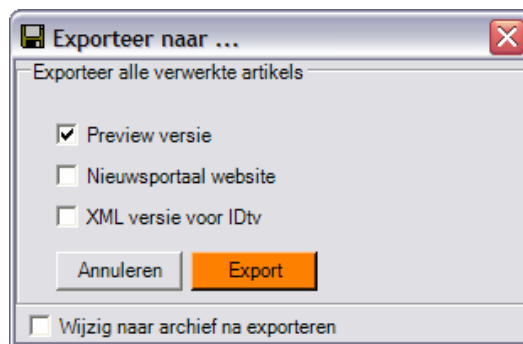 Exporteer naar ...
Exporteer alle verwerkte artikels
Preview versie
Nieuwsportaal website
XML versie voor IDtv
Annuleren Export
Wijzig naar archief na exporteren